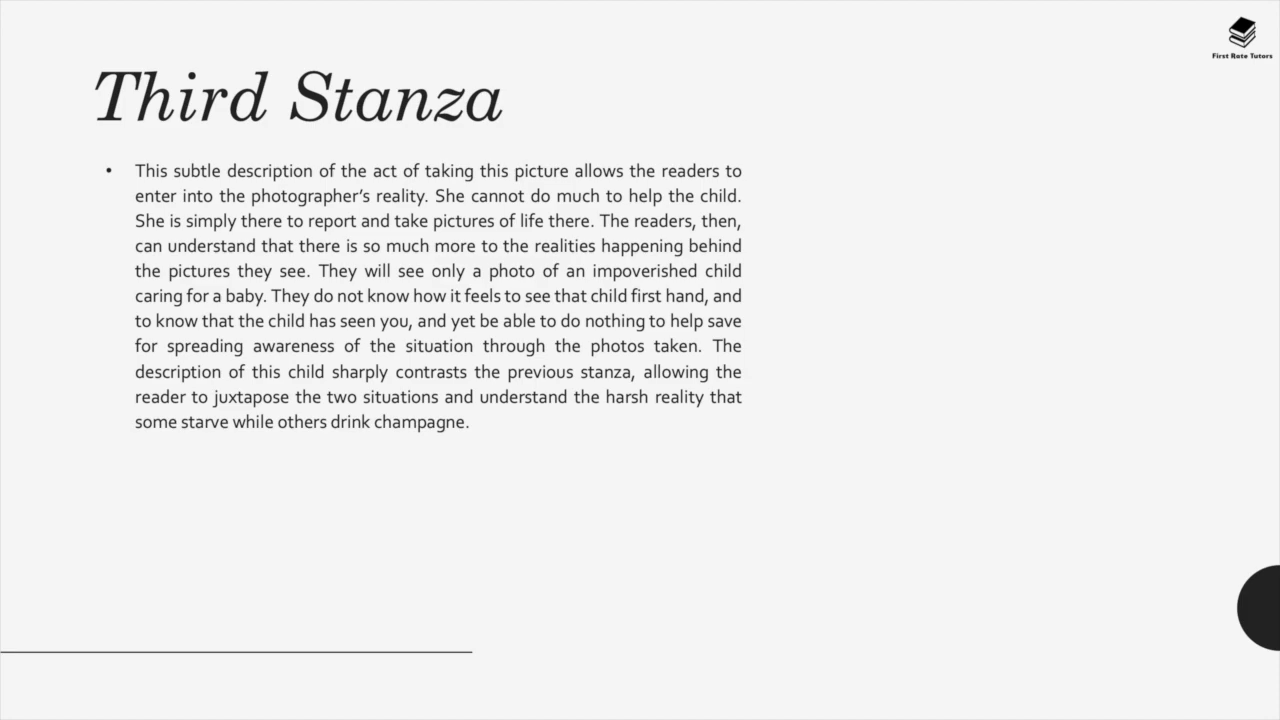 First Rate Tutors
Third Stanza
• This subtle description of the act of taking this picture allows the readers to
enter into the photographer's reality. She cannot do much to help the child.
She is simply there to report and take pictures of life there. The readers, then,
can understand that there is so much more to the realities happening behind
the pictures they see. They will see only a photo of an impoverished child
caring for a baby. They do not know how it feels to see that child first hand, and
to know that the child has seen you, and yet be able to do nothing to help save
for spreading awareness of the situation through the photos taken. The
description of this child sharply contrasts the previous stanza, allowing the
reader to juxtapose the two situations and understand the harsh reality that
some starve while others drink champagne.